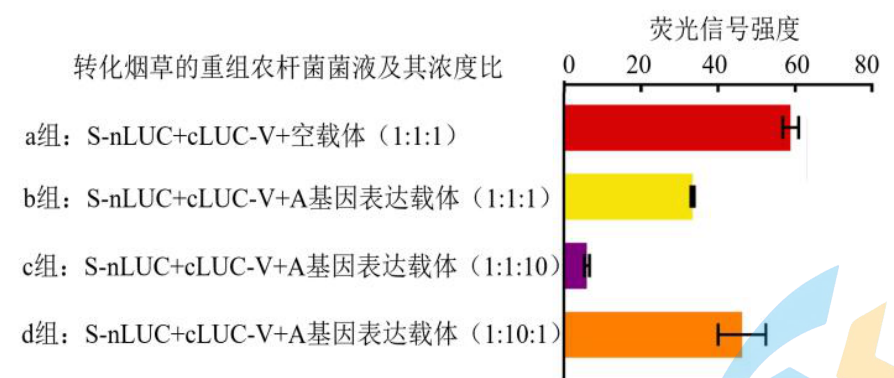 荧光信号强度
转化烟草的重组农杆菌菌液及其浓度比
0 20 40 60 80
a组：S-nLUC+cLUC-V+空载体（1:1:1）
b组：S-nLUC+cLUC-V+A基因表达载体（1:1:1）
c组：S-nLUC+cLUC-V+A基因表达载体（1:1:10）
d组：S-nLUC+cLUC-V+A基因表达载体（1:10:1）